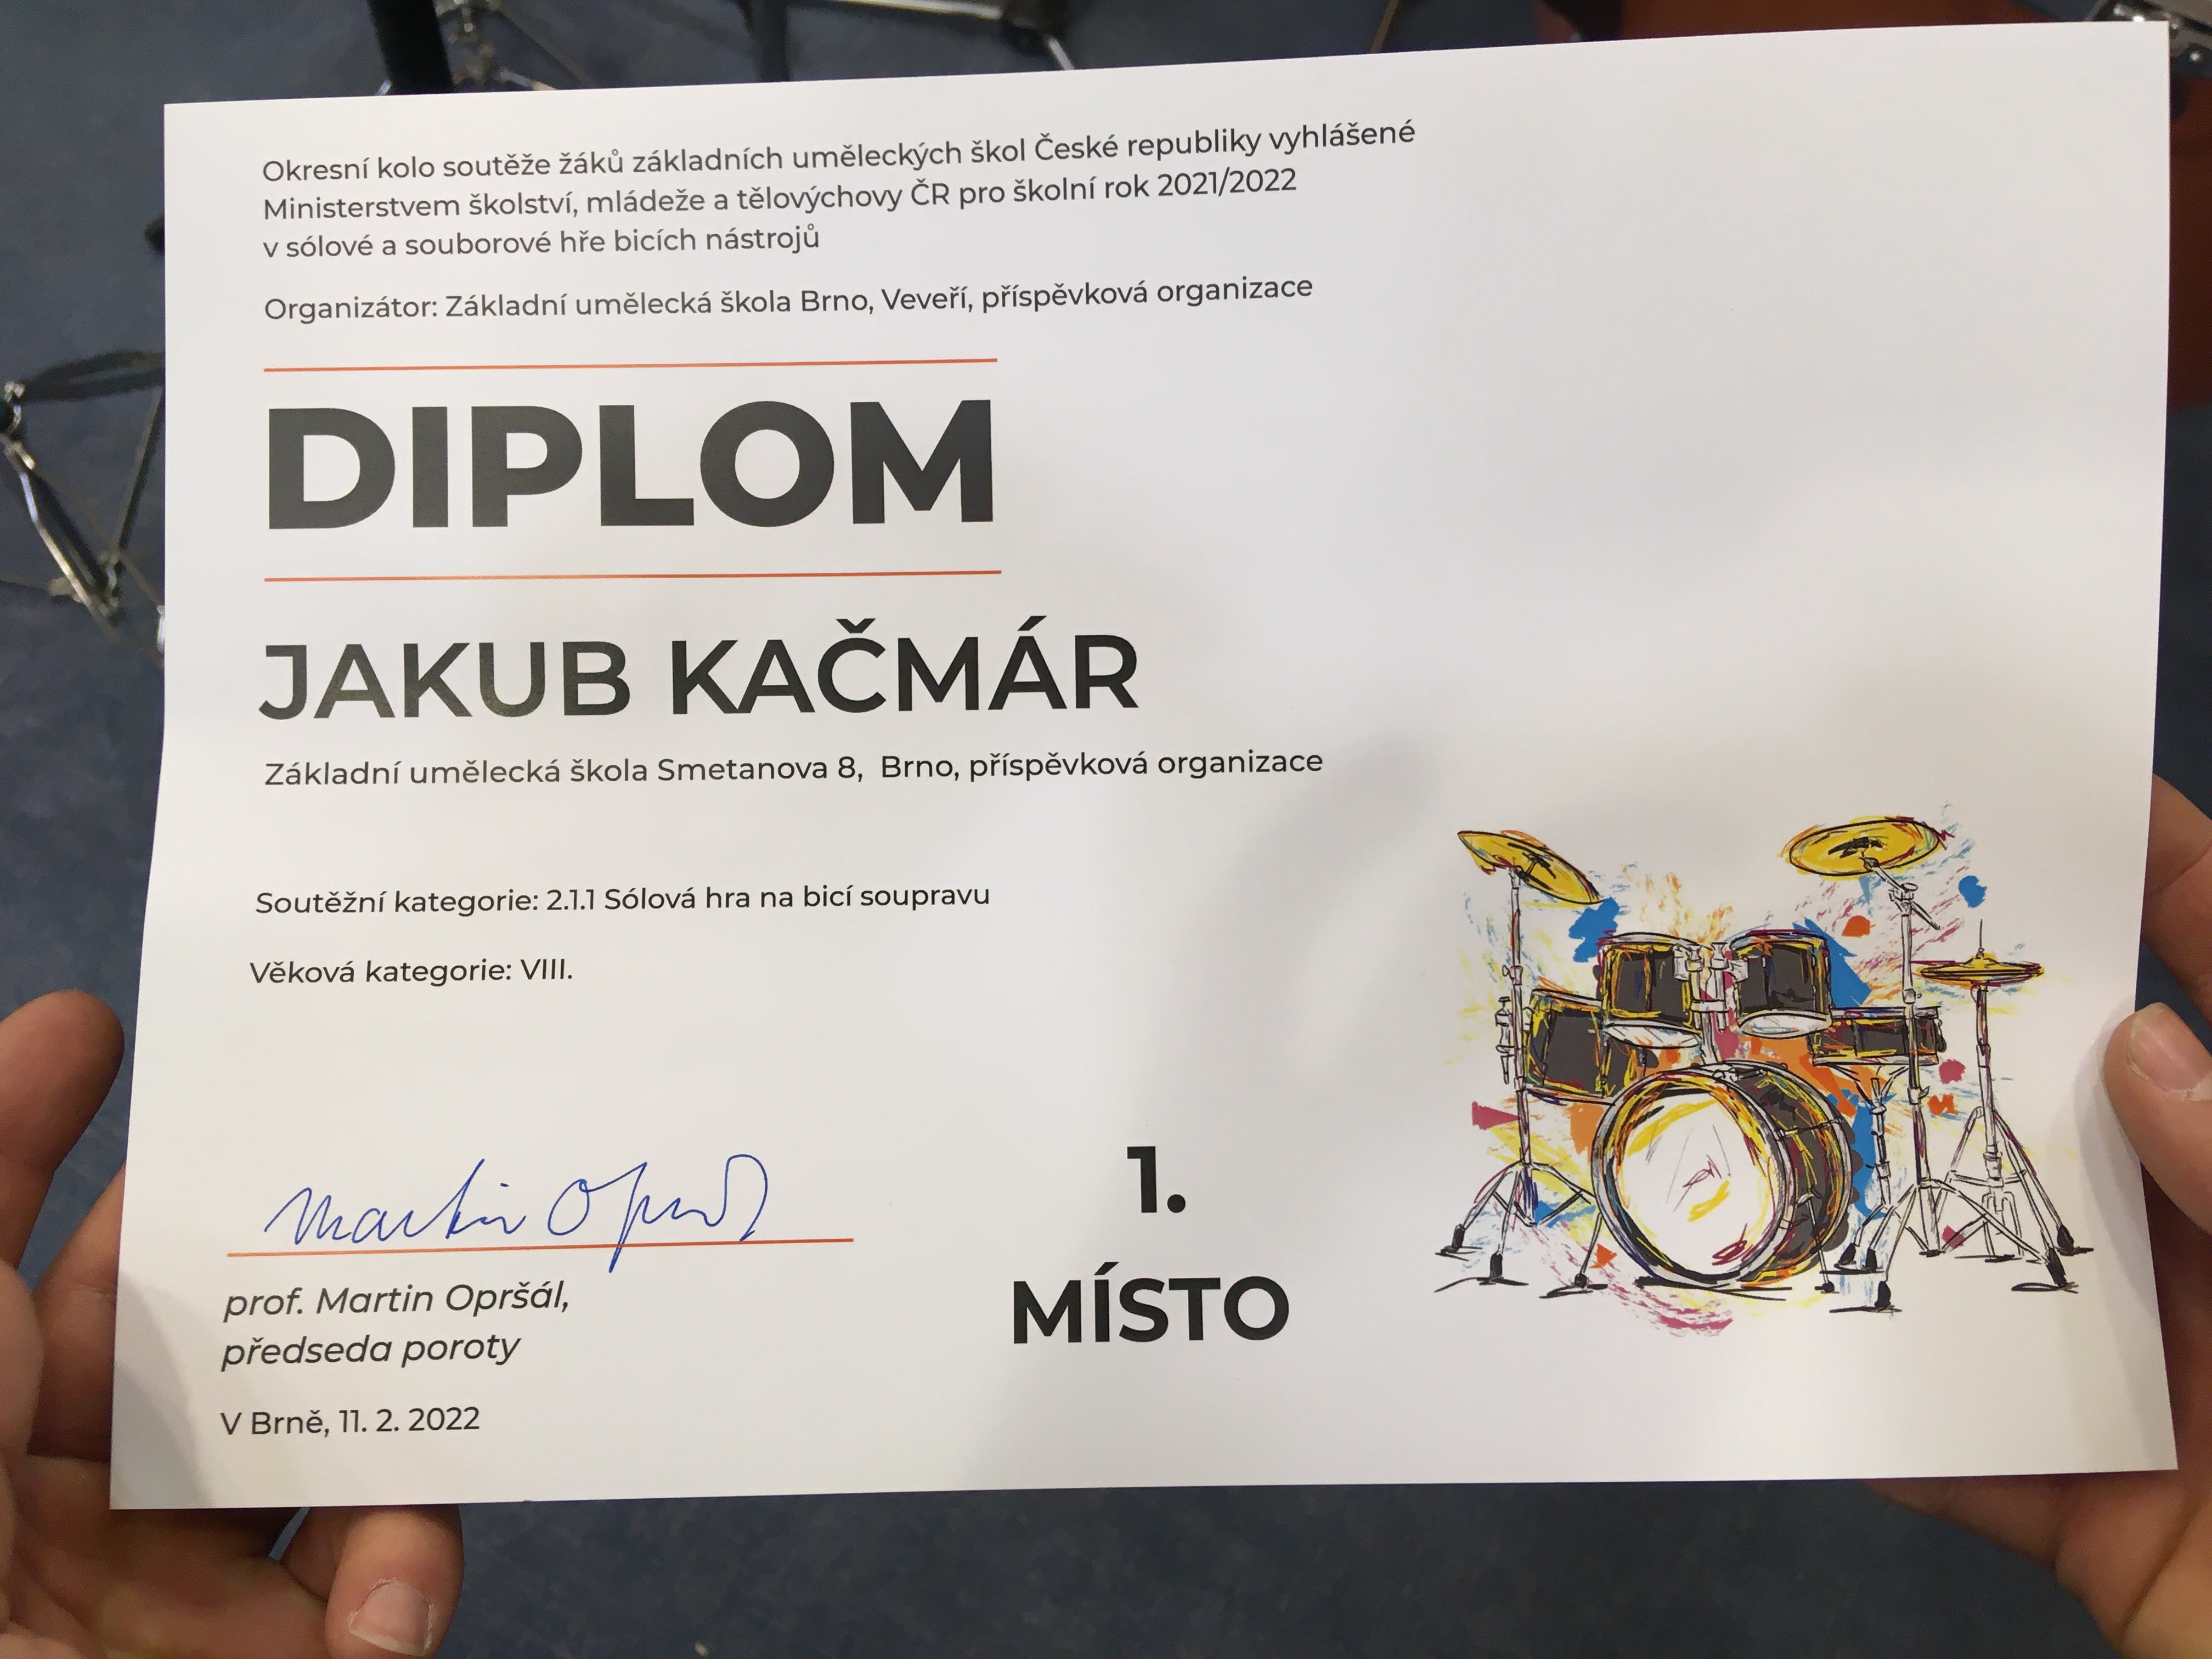 Okresní kolo soutěže žáků základních uměleckých škol České republiky vyhlášené
Ministerstvem školství, mládeže a tělovýchovy ČR pro školní rok 2021/2022
v sólové a souborové hře bicích nástrojů
Organizátor: Základní umělecká škola Brno, Veveří, příspěvková organizace
DIPLOM
JAKUB KAČMÁR
Základní umělecká škola Smetanova 8, Brno, příspěvková organizace
Soutěžní kategorie: 2.1.1 Sólová hra na bicí soupravu
Věková kategorie: VIII.
Martin Opršál
prof. Martin Opršál,
předseda poroty
V Brně, 11. 2. 2022
1.
MÍSTO